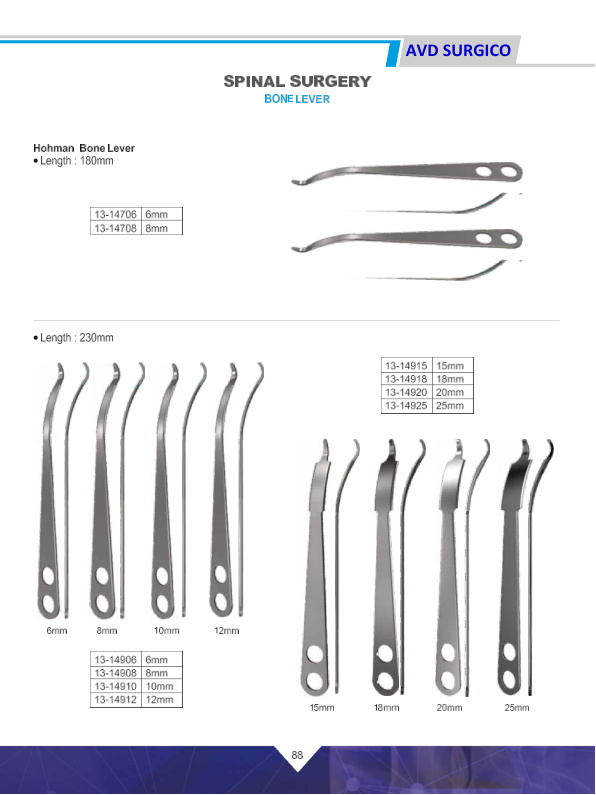 AVD SURGICO
SPINAL SURGERY
BONE LEVER
Hohman Bone Lever
• Length : 180mm
13-14706 6mm
13-14708 8mm
• Length : 230mm
13-14915 15mm
13-14918 18mm
13-14920 20mm
13-14925 25mm
6mm 8mm 10mm 12mm
13-14906 6mm
13-14908 8mm
13-14910 10mm
13-14912 12mm
15mm 18mm 20mm 25mm
88